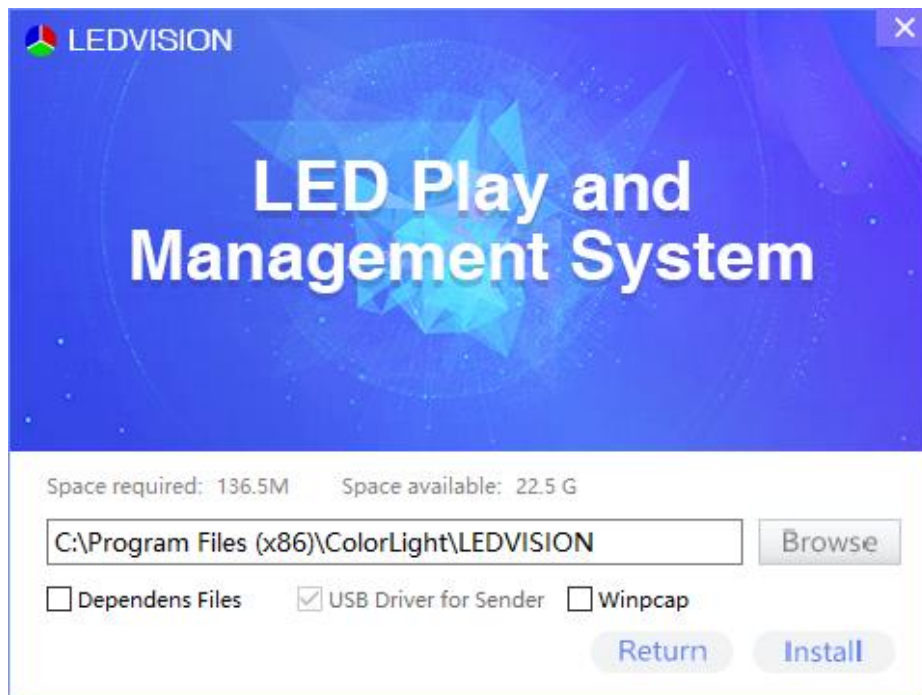 LEDVISION
LED Play and
Management System
Space required: 136.5M Space available: 22.5 G
C:\Program Files (x86)\ColorLight\LEDVISION Browse
Dependens Files USB Driver for Sender Winpcap
Return Install